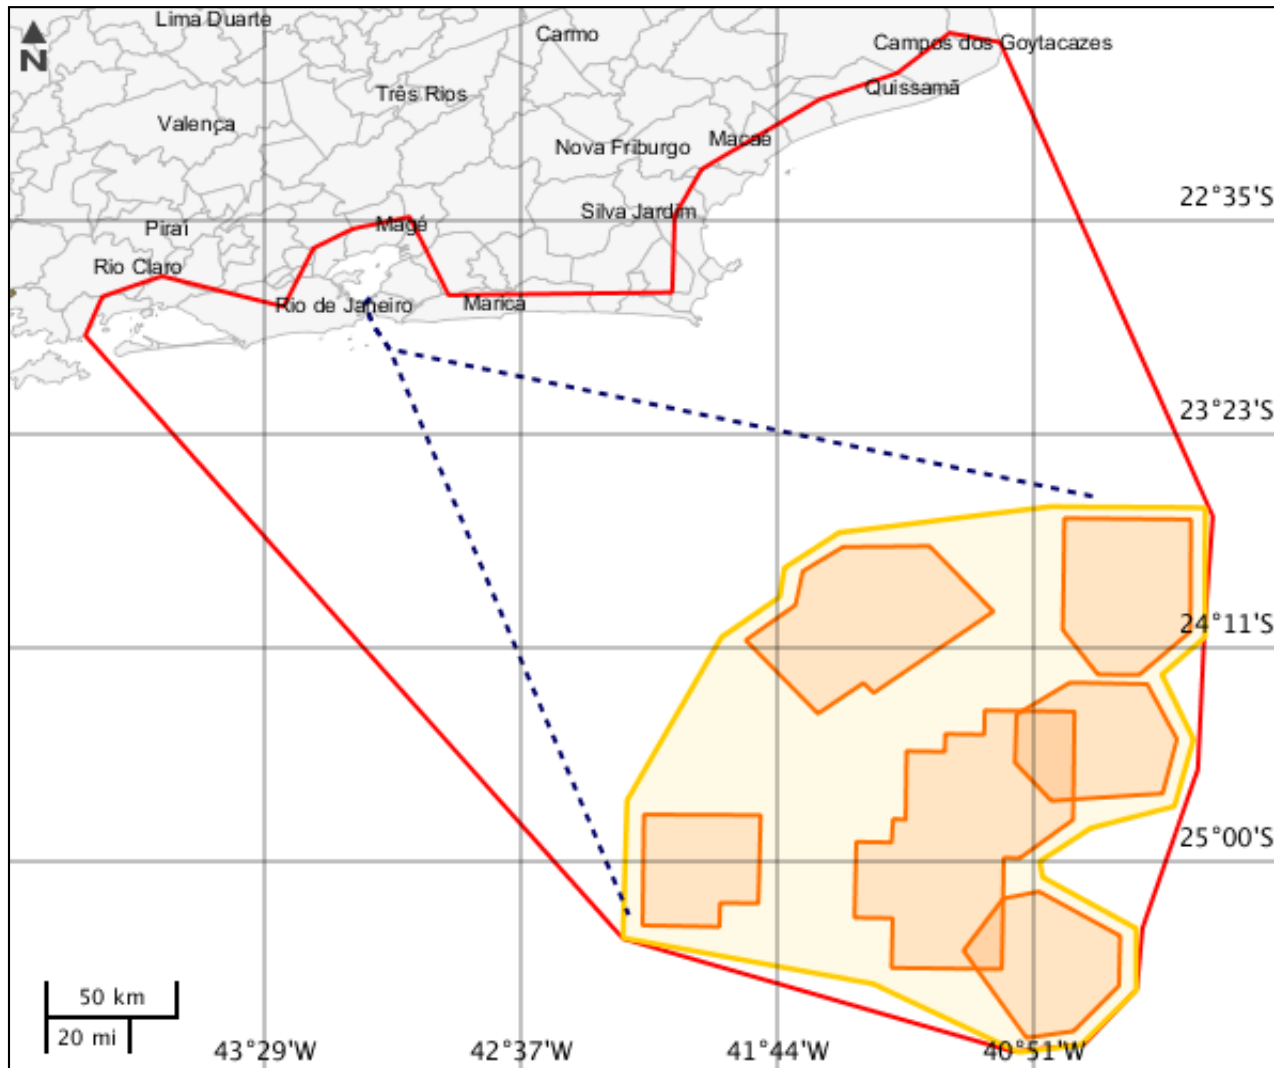 Lima Duarte
N
Carmo
Campos dos Goytacazes
Três Rios
Quissamã
Valença
Macaé
Nova Friburgo
22°35'S
Silva Jardim
Piraí
Magé
Rio Claro
Rio de Janeiro
Maricá
23°23'S
24°11'S
25°00'S
50 km
20 mi
43°29'W
42°37'W
41°44'W
40°51'W